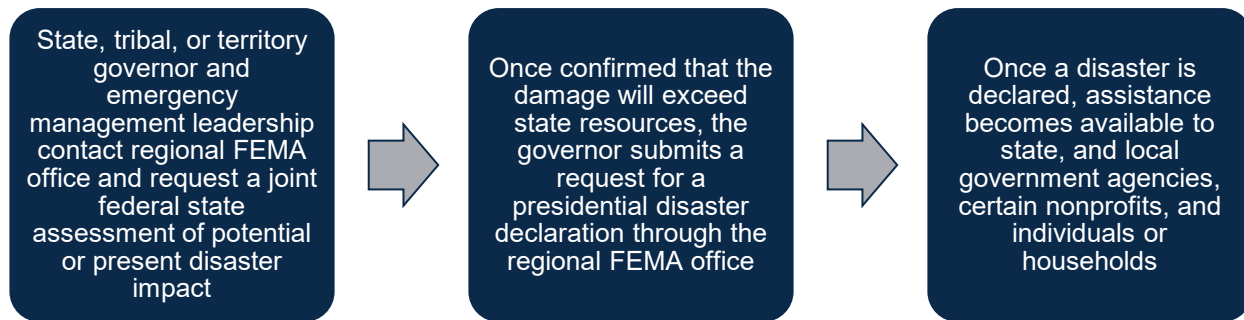 State, tribal, or territory
governor and
emergency
management leadership
contact regional FEMA
office and request a joint
federal state
assessment of potential
or present disaster
impact
Once confirmed that the
damage will exceed
state resources, the
governor submits a
request for a
presidential disaster
declaration through the
regional FEMA office
Once a disaster is
declared, assistance
becomes available to
state, and local
government agencies,
certain nonprofits, and
individuals or
households